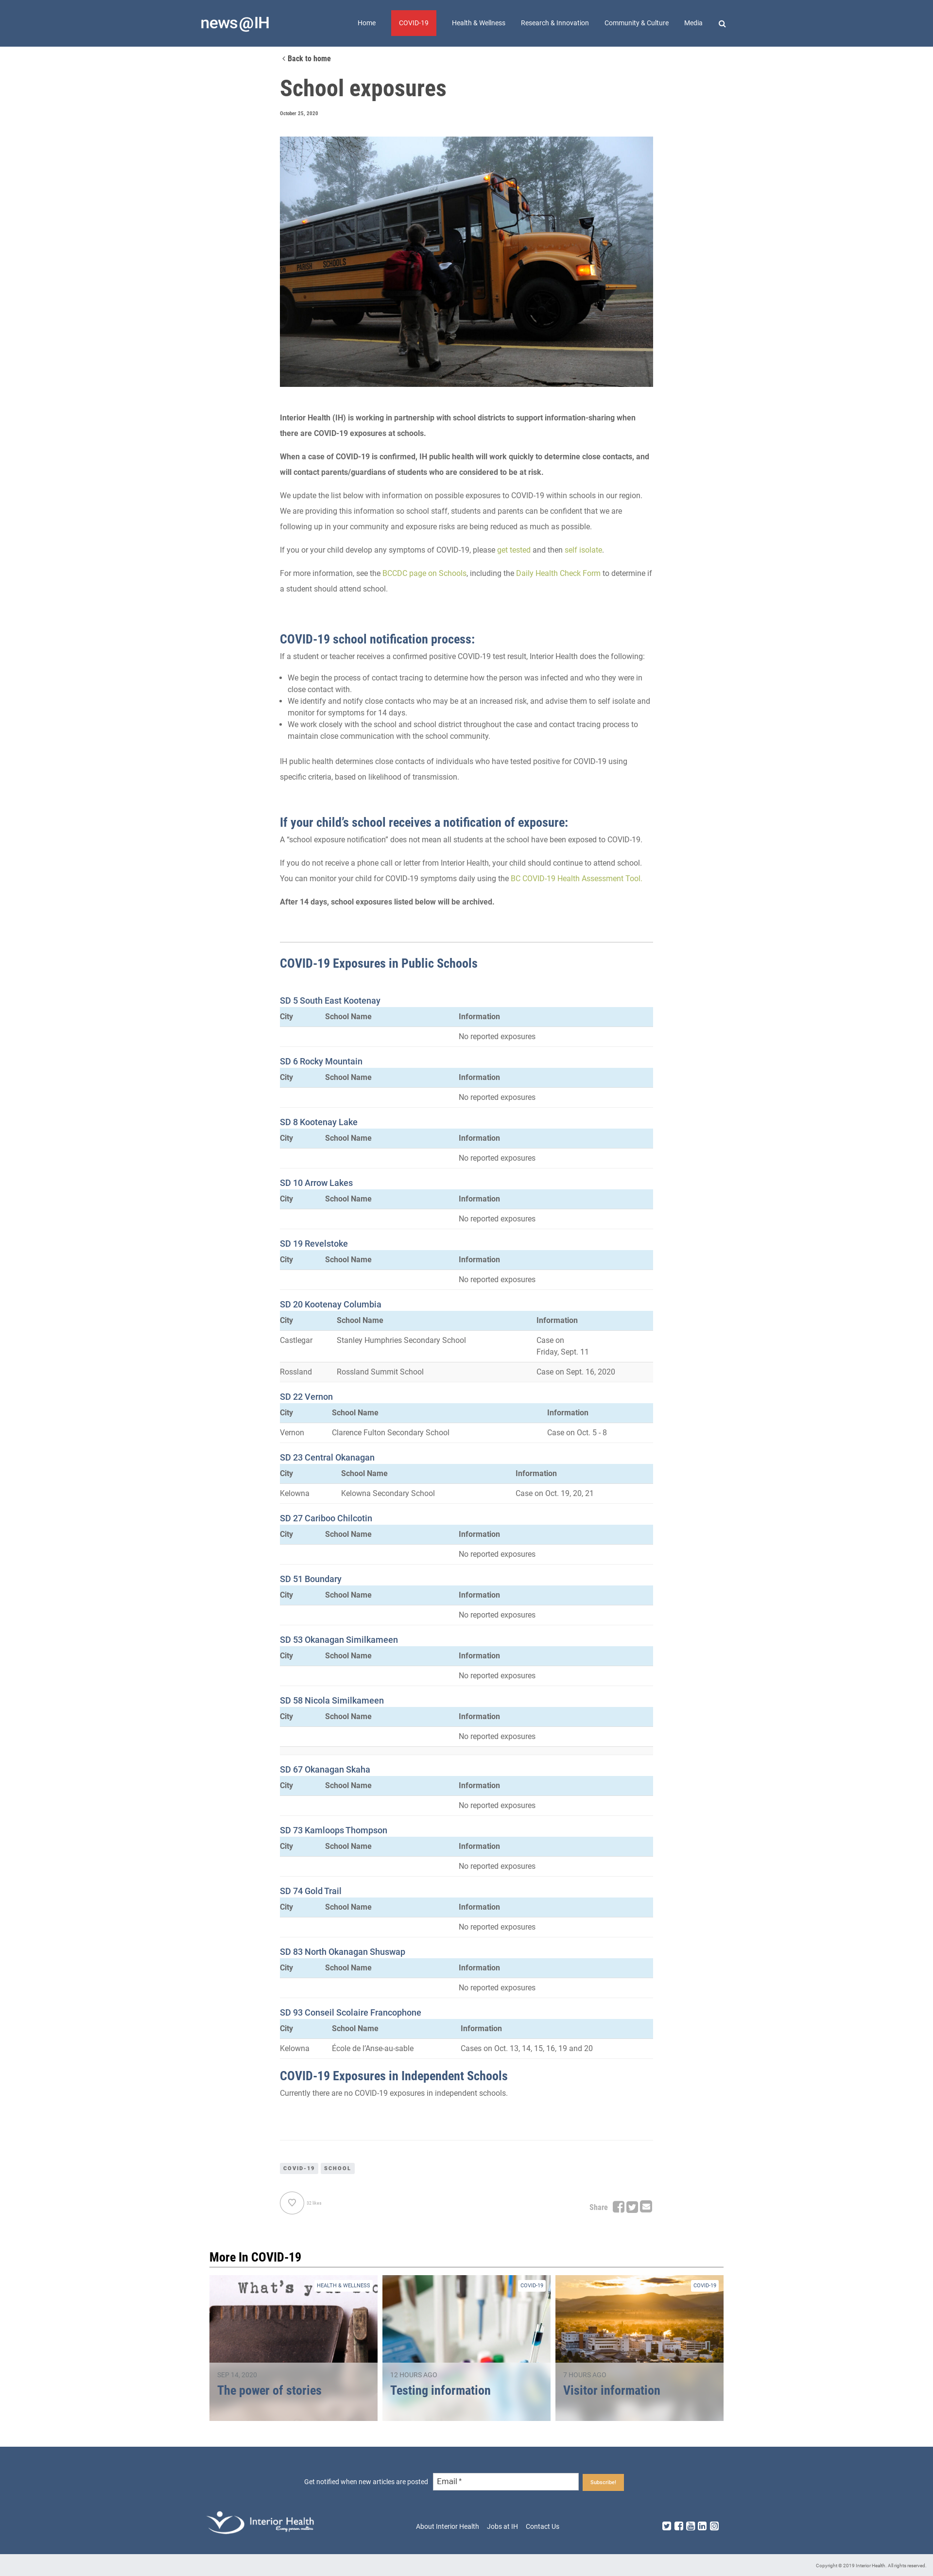 news@IH
Home COVID-19 Health & Wellness Research & Innovation Community & Culture Media
Back to home
School exposures
October 25, 2020
Interior Health (IH) is working in partnership with school districts to support information-sharing when
there are COVID-19 exposures at schools.
When a case of COVID-19 is confirmed, IH public health will work quickly to determine close contacts, and
will contact parents/guardians of students who are considered to be at risk.
We update the list below with information on possible exposures to COVID-19 within schools in our region.
We are providing this information so school staff, students and parents can be confident that we are
following up in your community and exposure risks are being reduced as much as possible.
If you or your child develop any symptoms of COVID-19, please get tested and then self isolate.
For more information, see the BCCDC page on Schools, including the Daily Health Check Form to determine if
a student should attend school.
COVID-19 school notification process:
If a student or teacher receives a confirmed positive COVID-19 test result, Interior Health does the following:
• We begin the process of contact tracing to determine how the person was infected and who they were in
close contact with.
• We identify and notify close contacts who may be at an increased risk, and advise them to self isolate and
monitor for symptoms for 14 days.
• We work closely with the school and school district throughout the case and contact tracing process to
maintain close communication with the school community.
IH public health determines close contacts of individuals who have tested positive for COVID-19 using
specific criteria, based on likelihood of transmission.
If your child’s school receives a notification of exposure:
A “school exposure notification” does not mean all students at the school have been exposed to COVID-19.
If you do not receive a phone call or letter from Interior Health, your child should continue to attend school.
You can monitor your child for COVID-19 symptoms daily using the BC COVID-19 Health Assessment Tool.
After 14 days, school exposures listed below will be archived.
COVID-19 Exposures in Public Schools
SD 5 South East Kootenay
City School Name Information
No reported exposures
SD 6 Rocky Mountain
City School Name Information
No reported exposures
SD 8 Kootenay Lake
City School Name Information
No reported exposures
SD 10 Arrow Lakes
City School Name Information
No reported exposures
SD 19 Revelstoke
City School Name Information
No reported exposures
SD 20 Kootenay Columbia
City School Name Information
Castlegar Stanley Humphries Secondary School Case on
Friday, Sept. 11
Rossland Rossland Summit School Case on Sept. 16, 2020
SD 22 Vernon
City School Name Information
Vernon Clarence Fulton Secondary School Case on Oct. 5 - 8
SD 23 Central Okanagan
City School Name Information
Kelowna Kelowna Secondary School Case on Oct. 19, 20, 21
SD 27 Cariboo Chilcotin
City School Name Information
No reported exposures
SD 51 Boundary
City School Name Information
No reported exposures
SD 53 Okanagan Similkameen
City School Name Information
No reported exposures
SD 58 Nicola Similkameen
City School Name Information
No reported exposures
SD 67 Okanagan Skaha
City School Name Information
No reported exposures
SD 73 Kamloops Thompson
City School Name Information
No reported exposures
SD 74 Gold Trail
City School Name Information
No reported exposures
SD 83 North Okanagan Shuswap
City School Name Information
No reported exposures
SD 93 Conseil Scolaire Francophone
City School Name Information
Kelowna École de l’Anse-au-sable Cases on Oct. 13, 14, 15, 16, 19 and 20
COVID-19 Exposures in Independent Schools
Currently there are no COVID-19 exposures in independent schools.
COVID-19 SCHOOL
Share
More In COVID-19
What's
HEALTH & WELLNESS
SEP 14, 2020
The power of stories
COVID-19
12 HOURS AGO
Testing information
COVID-19
7 HOURS AGO
Visitor information
Get notified when new articles are posted Email * Subscribe!
Interior Health
Every person matters
About Interior Health Jobs at IH Contact Us
Copyright © 2019 Interior Health. All rights reserved.